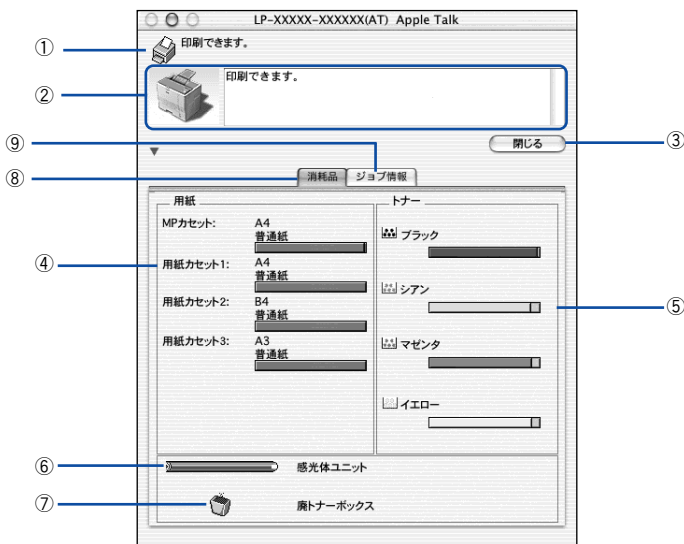 LP-XXXXX-XXXXXX(AT) Apple Talk
① 印刷できます。
② 印刷できます。
③ 閉じる
⑨
⑧ 消耗品 ジョブ情報
用紙
MPカセット: A4
普通紙
④ 用紙カセット1: A4
普通紙
用紙カセット2: B4
普通紙
用紙カセット3: A3
普通紙
トナー
ブラック
シアン
⑤
マゼンタ
イエロー
⑥ 感光体ユニット
⑦ 廃トナーボックス